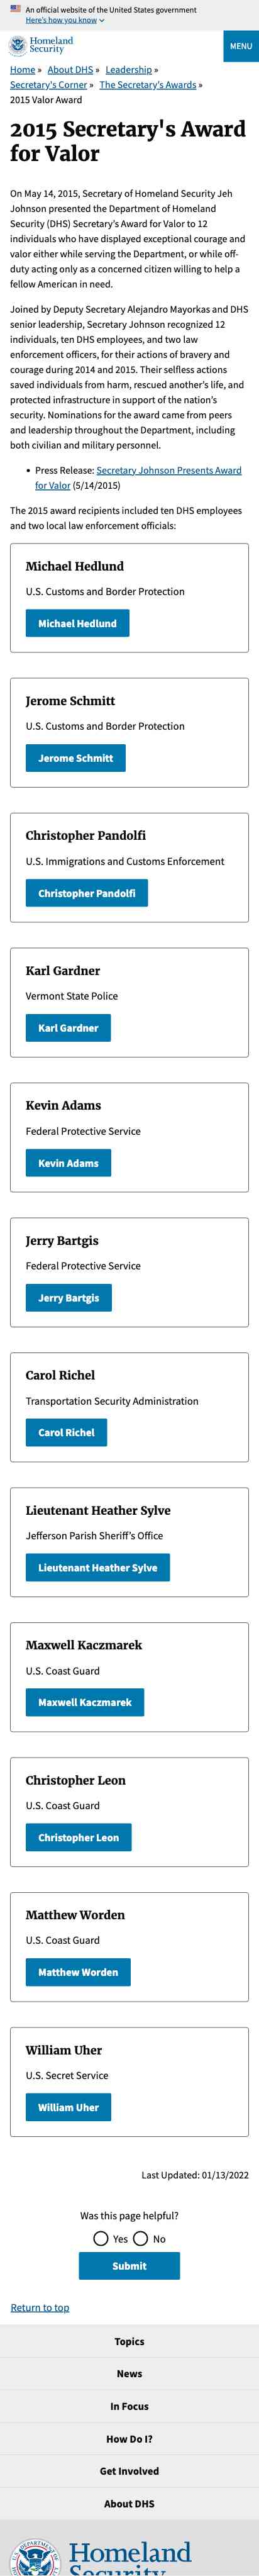 An official website of the United States government
Here's how you know
Homeland
Security
MENU
Home » About DHS » Leadership »
Secretary's Corner » The Secretary's Awards »
2015 Valor Award
2015 Secretary's Award
for Valor
On May 14, 2015, Secretary of Homeland Security Jeh
Johnson presented the Department of Homeland
Security (DHS) Secretary's Award for Valor to 12
individuals who have displayed exceptional courage and
valor either while serving the Department, or while off-
duty acting only as a concerned citizen willing to help a
fellow American in need.
Joined by Deputy Secretary Alejandro Mayorkas and DHS
senior leadership, Secretary Johnson recognized 12
individuals, ten DHS employees, and two law
enforcement officers, for their actions of bravery and
courage during 2014 and 2015. Their selfless actions
saved individuals from harm, rescued another's life, and
protected infrastructure in support of the nation's
security. Nominations for the award came from peers
and leadership throughout the Department, including
both civilian and military personnel.
• Press Release: Secretary Johnson Presents Award
for Valor (5/14/2015)
The 2015 award recipients included ten DHS employees
and two local law enforcement officials:
Michael Hedlund
U.S. Customs and Border Protection
Michael Hedlund
Jerome Schmitt
U.S. Customs and Border Protection
Jerome Schmitt
Christopher Pandolfi
U.S. Immigrations and Customs Enforcement
Christopher Pandolfi
Karl Gardner
Vermont State Police
Karl Gardner
Kevin Adams
Federal Protective Service
Kevin Adams
Jerry Bartgis
Federal Protective Service
Jerry Bartgis
Carol Richel
Transportation Security Administration
Carol Richel
Lieutenant Heather Sylve
Jefferson Parish Sheriff's Office
Lieutenant Heather Sylve
Maxwell Kaczmarek
U.S. Coast Guard
Maxwell Kaczmarek
Christopher Leon
U.S. Coast Guard
Christopher Leon
Matthew Worden
U.S. Coast Guard
Matthew Worden
William Uher
U.S. Secret Service
William Uher
Last Updated: 01/13/2022
Was this page helpful?
Yes No
Submit
Return to top
Topics
News
In Focus
How Do I?
Get Involved
About DHS
Homeland
Security